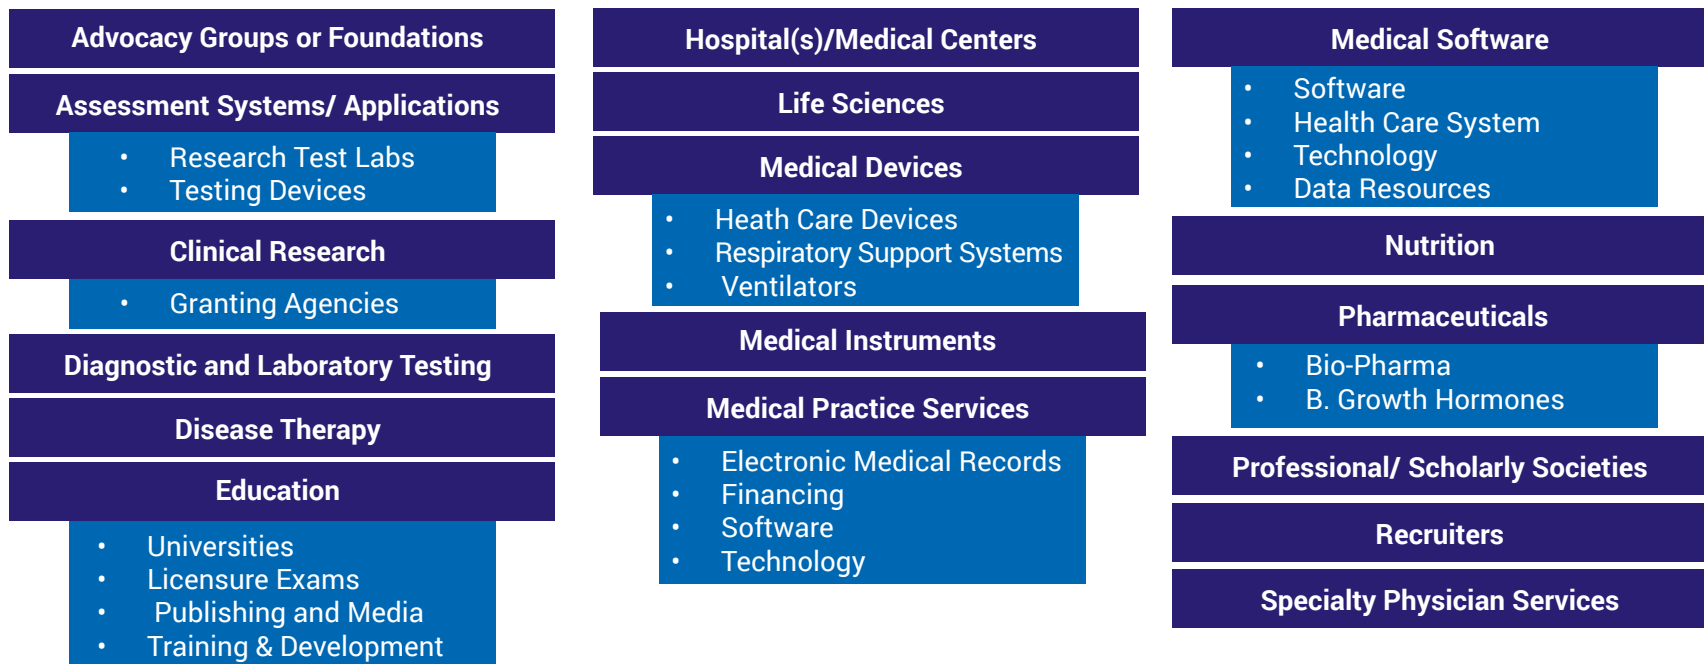 Advocacy Groups or Foundations
Assessment Systems/ Applications
• Research Test Labs
• Testing Devices
Clinical Research
• Granting Agencies
Diagnostic and Laboratory Testing
Disease Therapy
Education
• Universities
• Licensure Exams
• Publishing and Media
• Training & Development
Hospital(s)/Medical Centers
Life Sciences
Medical Devices
• Heath Care Devices
• Respiratory Support Systems
• Ventilators
Medical Instruments
Medical Practice Services
• Electronic Medical Records
• Financing
• Software
• Technology
Medical Software
• Software
• Health Care System
• Technology
• Data Resources
Nutrition
Pharmaceuticals
• Bio-Pharma
• B. Growth Hormones
Professional/ Scholarly Societies
Recruiters
Specialty Physician Services